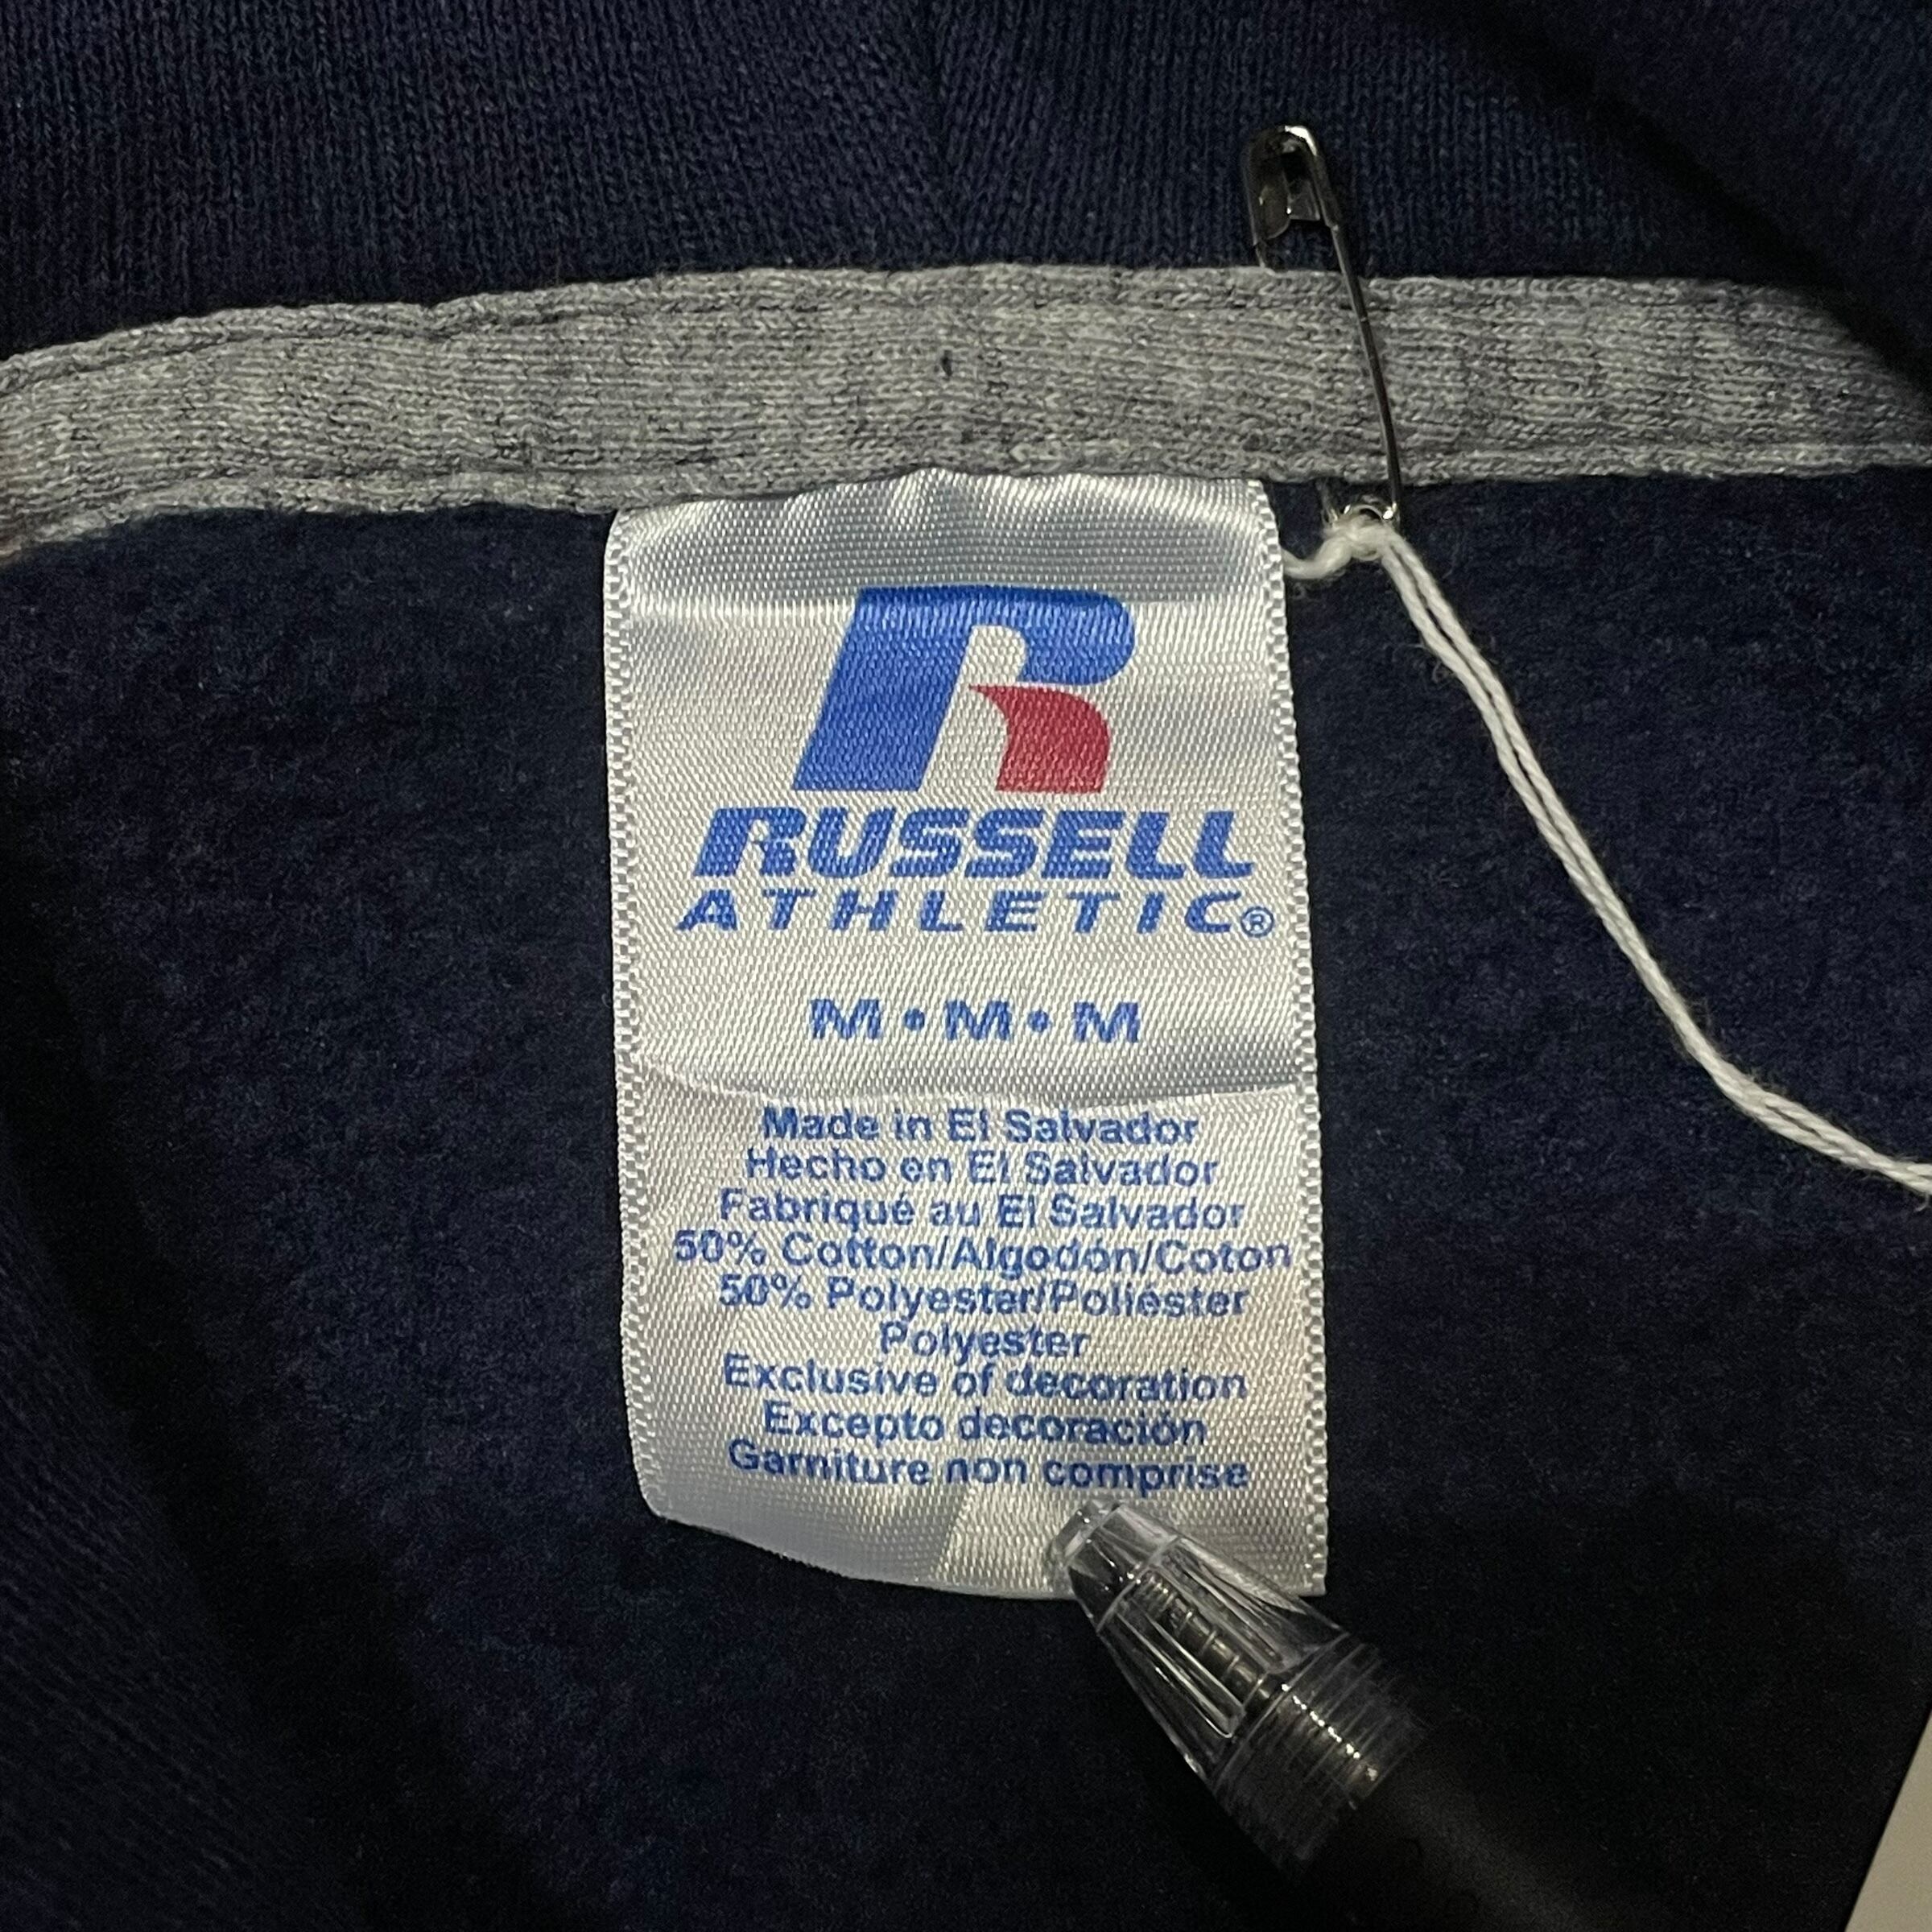 R
RUSSELL
ATHLETIC®
M•M•M
Made in El Salvador
Hecho en El Salvador
Fabriqué au El Salvador
50% Cotton/Algodón/Coton
50% Polyester/Poliéster
Polyester
Exclusive of decoration
Excepto decoración
Garniture non comprise